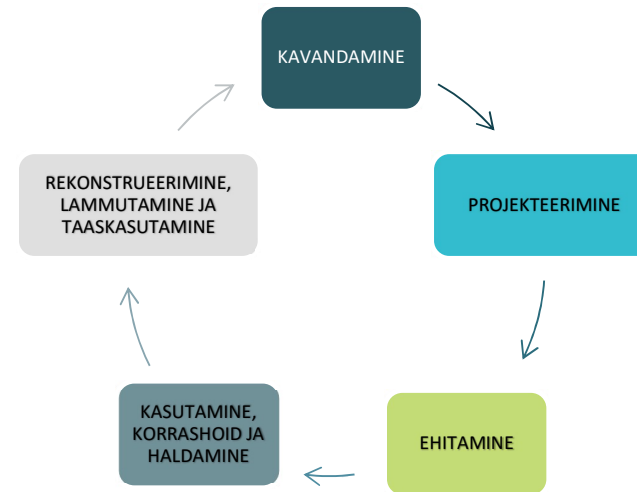 KAVANDAMINE
PROJEKTEERIMINE
EHITAMINE
KASUTAMINE,
KORRASHOID JA
HALDAMINE
REKONSTRUEERIMINE,
LAMMUTAMINE JA
TAASKASUTAMINE